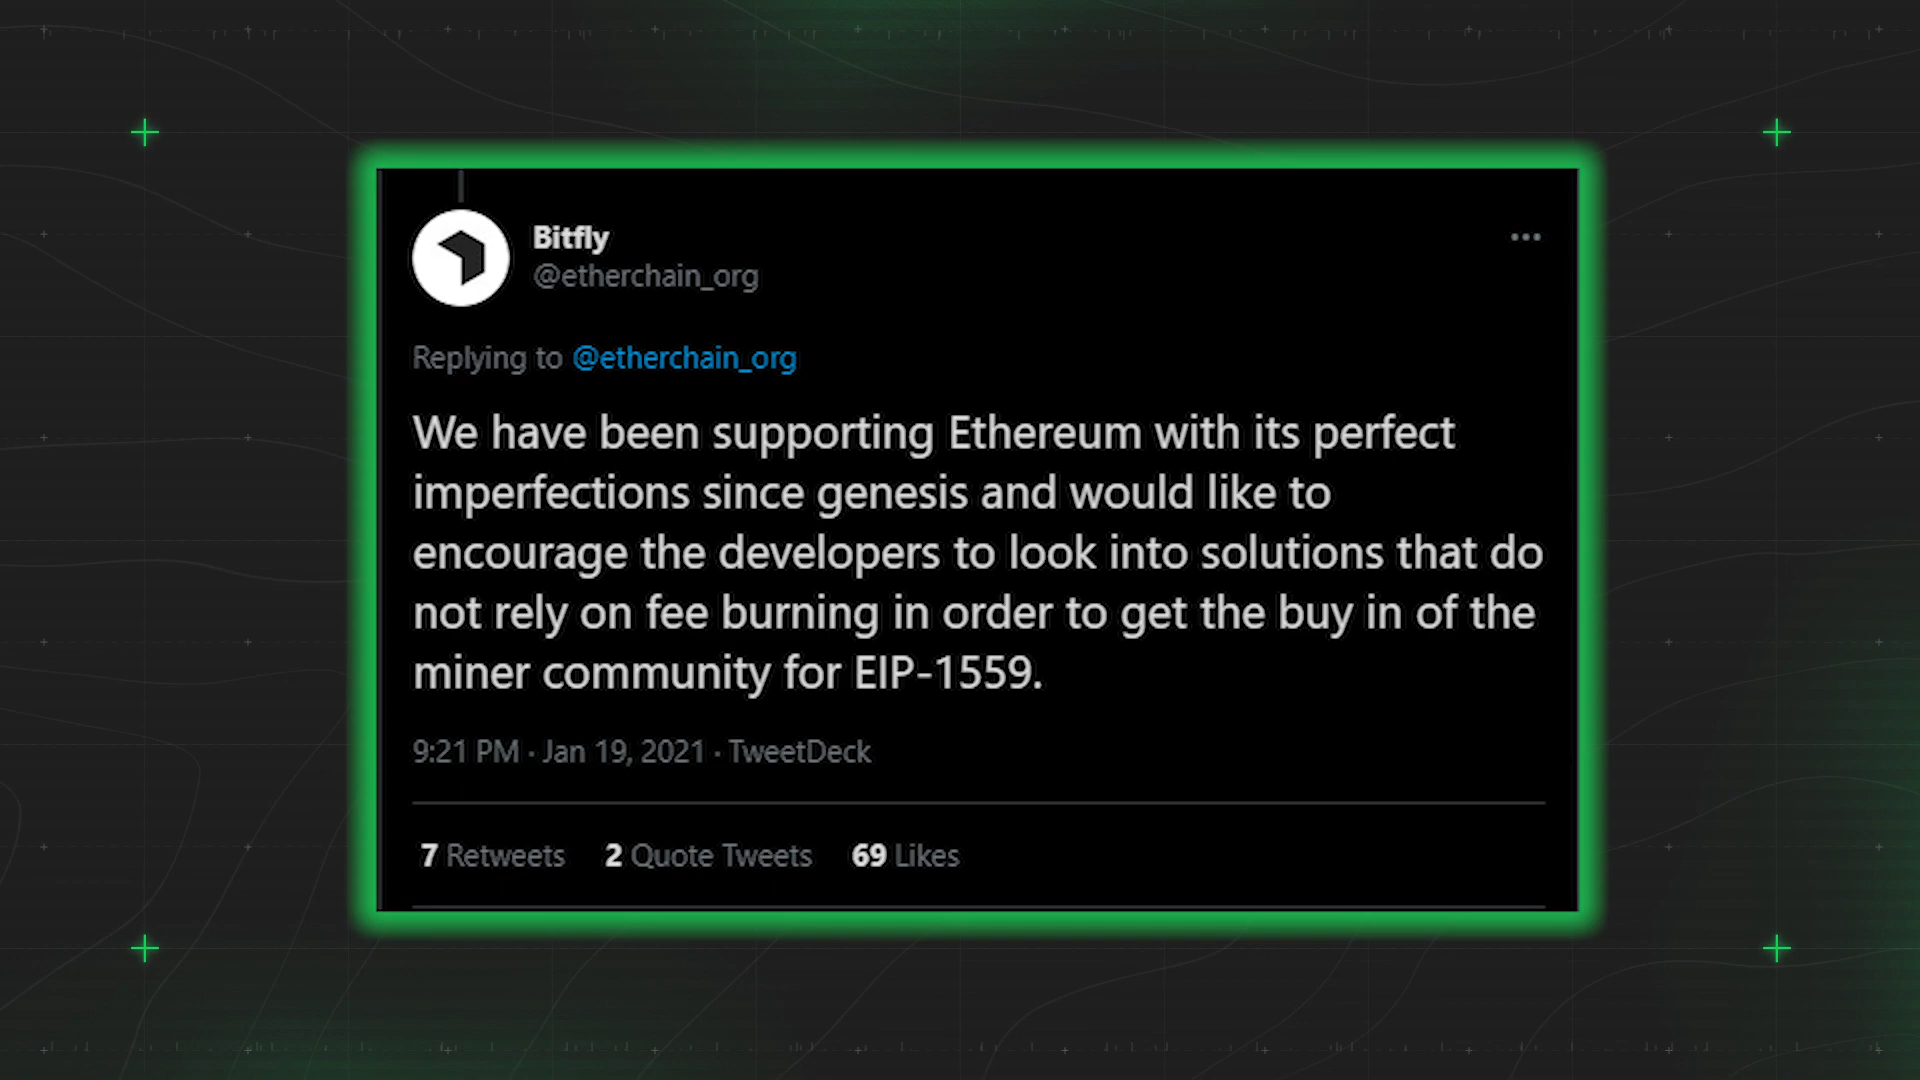 Bitfly
@etherchain_org
Replying to @etherchain_org
We have been supporting Ethereum with its perfect
imperfections since genesis and would like to
encourage the developers to look into solutions that do
not rely on fee burning in order to get the buy in of the
miner community for EIP-1559.
9:21 PM · Jan 19, 2021 · TweetDeck
7 Retweets 2 Quote Tweets 69 Likes